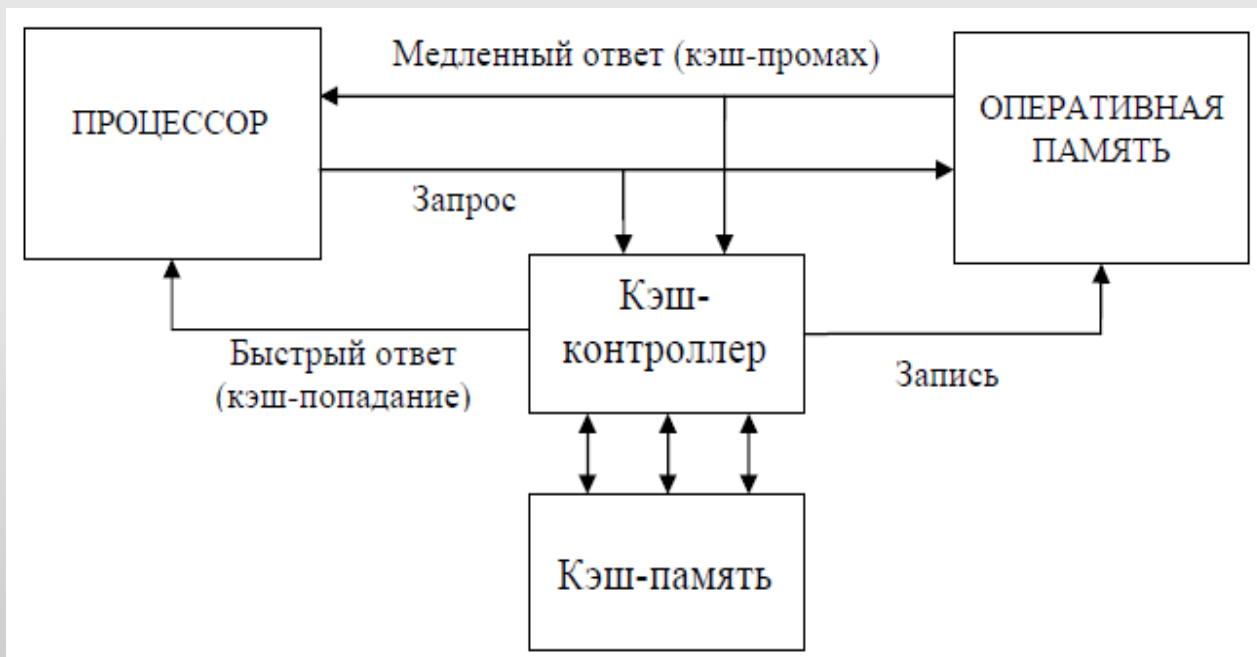 Медленный ответ (кэш-промах)
ПРОЦЕССОР
ОПЕРАТИВНАЯ
ПАМЯТЬ
Запрос
Кэш-
контроллер
Быстрый ответ
(кэш-попадание)
Запись
Кэш-память